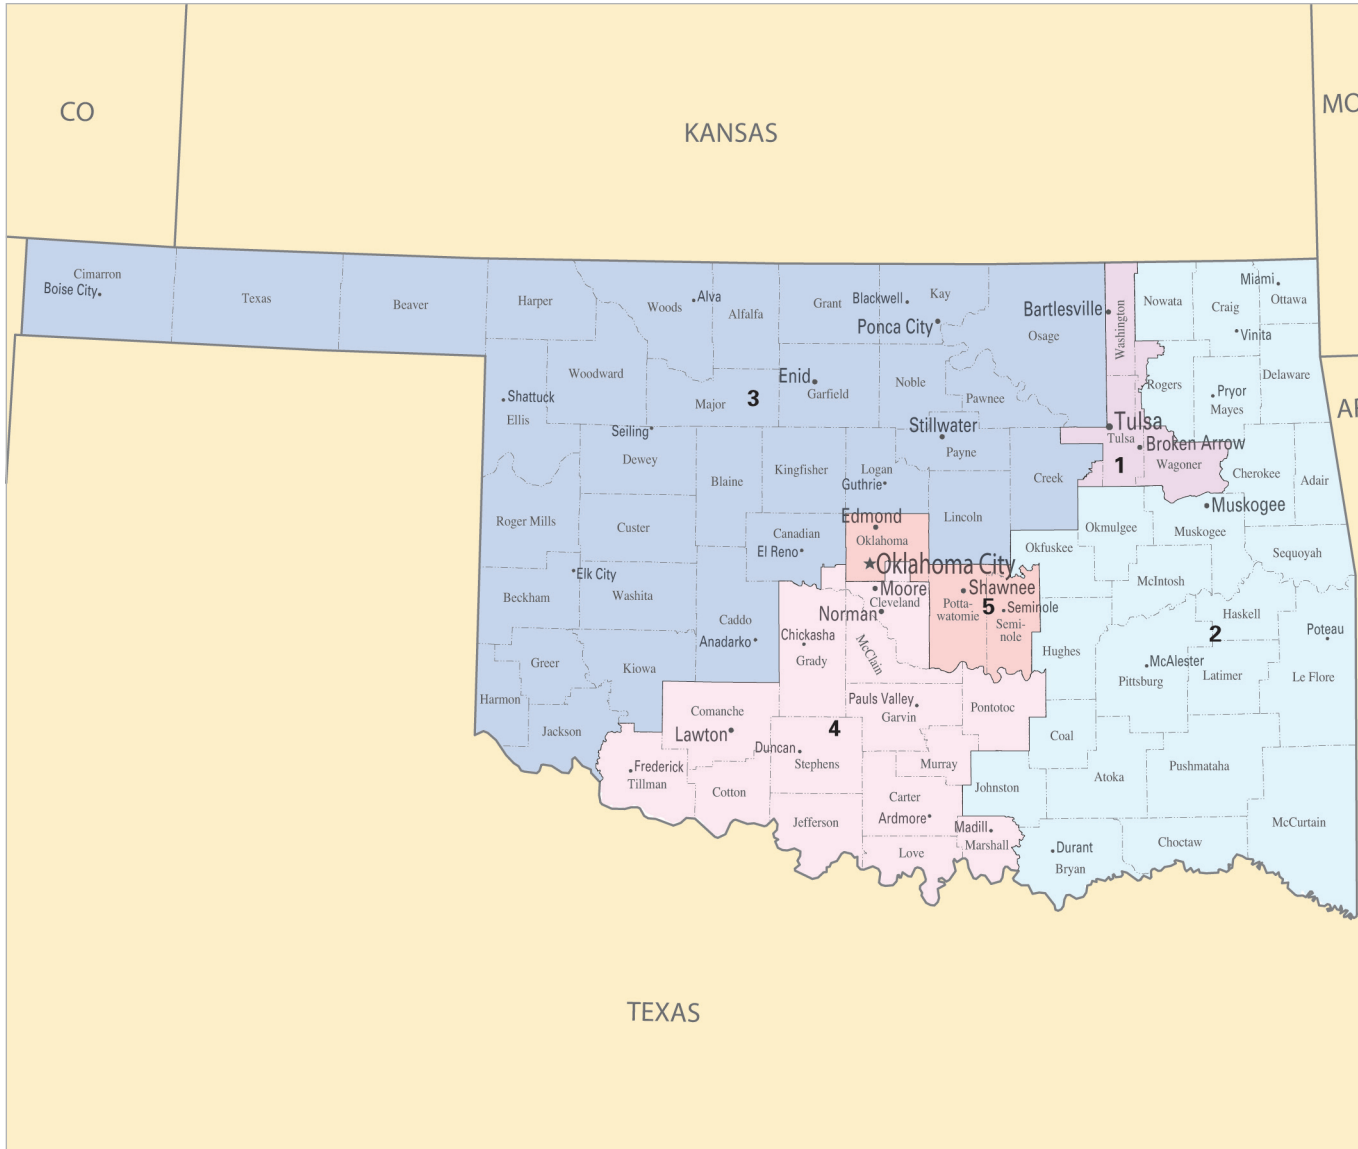 CO
KANSAS
MO
Cimarron
Boise City
Texas
Beaver
Harper
Woods
Alva
Alfalfa
Grant
Blackwell
Kay
Ponca City
Bartlesville
Osage
Washington
Nowata
Craig
Miami
Ottawa
Vinita
Woodward
Shattuck
Ellis
Major
3
Enid
Garfield
Noble
Pawnee
Rogers
Pryor
Mayes
Delaware
AR
Seiling
Dewey
Stillwater
Payne
Tulsa
Tulsa
Broken Arrow
Blaine
Kingfisher
Logan
Guthrie
Creek
1
Wagoner
Cherokee
Adair
Roger Mills
Custer
Canadian
El Reno
Edmond
Oklahoma
Lincoln
Okmulgee
Muskogee
Muskogee
Okfuskee
Sequoyah
Oklahoma City
Elk City
Beckham
Washita
Caddo
Anadarko
Moore
Cleveland
Norman
Shawnee
Potta-
watomie
5
Seminole
Semi-
nole
McIntosh
Haskell
2
Poteau
Chickasha
Grady
McClain
Hughes
McAlester
Pittsburg
Latimer
Le Flore
Greer
Kiowa
Harmon
Jackson
Comanche
Lawton
Pauls Valley
Garvin
Pontotoc
4
Duncan
Stephens
Coal
Frederick
Tillman
Cotton
Murray
Johnston
Atoka
Pushmataha
Jefferson
Carter
Ardmore
Madill
Marshall
Love
McCurtain
Choctaw
Durant
Bryan
TEXAS